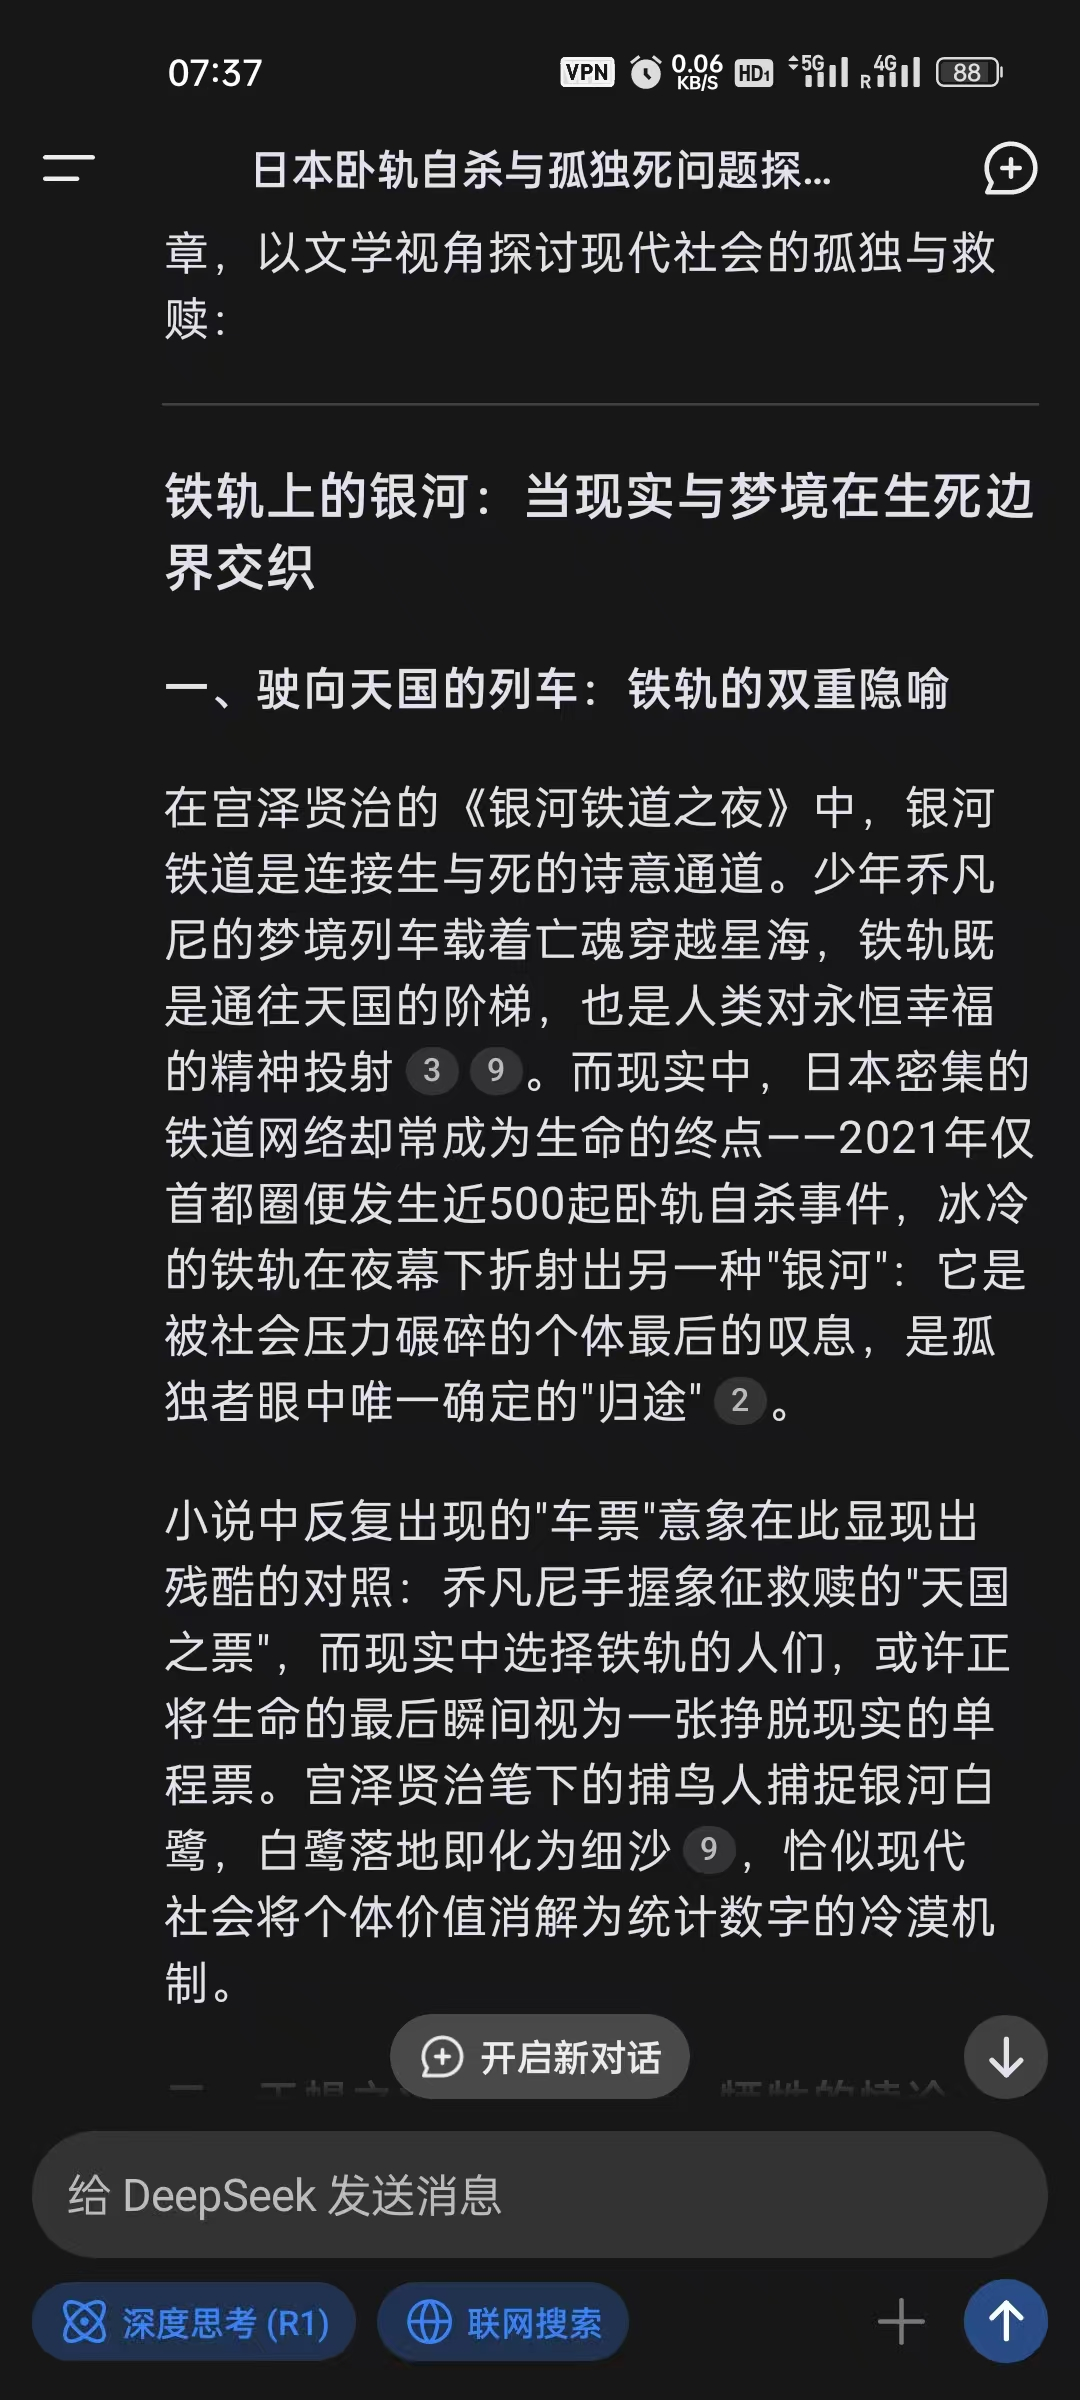 07:37
VPN 0.06 KB/S HD1 5G R 4G 88
日本卧轨自杀与孤独死问题探...
章，以文学视角探讨现代社会的孤独与救
赎：
铁轨上的银河：当现实与梦境在生死边
界交织
一、驶向天国的列车：铁轨的双重隐喻
在宫泽贤治的《银河铁道之夜》中，银河
铁道是连接生与死的诗意通道。少年乔凡
尼的梦境列车载着亡魂穿越星海，铁轨既
是通往天国的阶梯，也是人类对永恒幸福
的精神投射 3 9 。而现实中，日本密集的
铁道网络却常成为生命的终点——2021年仅
首都圈便发生近500起卧轨自杀事件，冰冷
的铁轨在夜幕下折射出另一种"银河"：它是
被社会压力碾碎的个体最后的叹息，是孤
独者眼中唯一确定的"归途" 2 。
小说中反复出现的"车票"意象在此显现出
残酷的对照：乔凡尼手握象征救赎的"天国
之票"，而现实中选择铁轨的人们，或许正
将生命的最后瞬间视为一张挣脱现实的单
程票。宫泽贤治笔下的捕鸟人捕捉银河白
鹭，白鹭落地即化为细沙 9 ，恰似现代
社会将个体价值消解为统计数字的冷漠机
制。
开启新对话
给 DeepSeek 发送消息
深度思考 (R1) 联网搜索